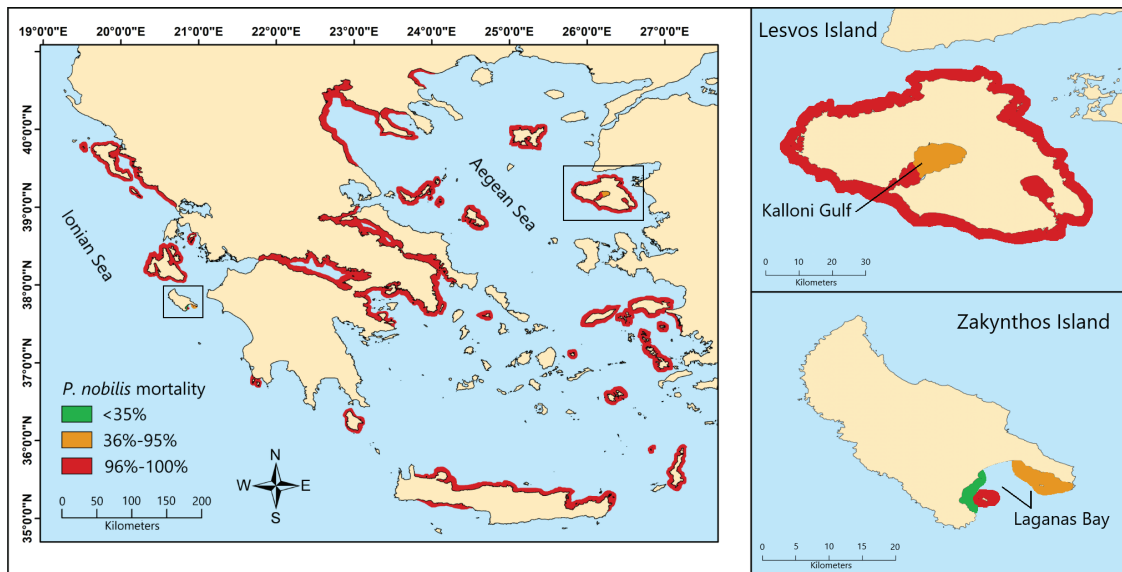 19°0'0"E 20°0'0"E 21°0'0"E 22°0'0"E 23°0'0"E 24°0'0"E 25°0'0"E 26°0'0"E 27°0'0"E
40°0'0"N
39°0'0"N
38°0'0"N
37°0'0"N
36°0'0"N
35°0'0"N
Ionian Sea
Aegean Sea
P. nobilis mortality
<35%
36%-95%
96%-100%
0 50 100 150 200
Kilometers
N
W E
S
Lesvos Island
Kalloni Gulf
0 10 20 30
Kilometers
Zakynthos Island
Laganas Bay
0 5 10 15 20
Kilometers